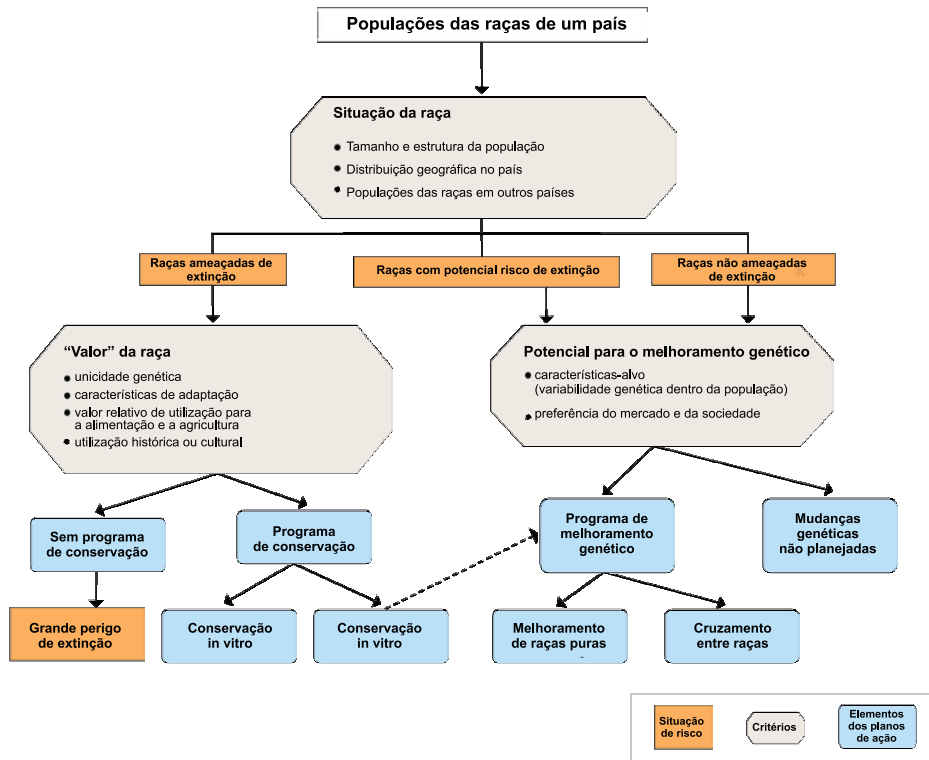 Populações das raças de um país
Situação da raça
• Tamanho e estrutura da população
• Distribuição geográfica no país
• Populações das raças em outros países
Raças ameaçadas de
extinção
Raças com potencial risco de extinção
Raças não ameaçadas
de extinção
“Valor” da raça
• unicidade genética
• características de adaptação
• valor relativo de utilização para
a alimentação e a agricultura
• utilização histórica ou cultural
Potencial para o melhoramento genético
• características-alvo
(variabilidade genética dentro da população)
• preferência do mercado e da sociedade
Sem programa
de conservação
Programa
de conservação
Programa de
melhoramento
genético
Mudanças
genéticas
não planejadas
Grande perigo
de extinção
Conservação
in vitro
Conservação
in vitro
Melhoramento
de raças puras
Cruzamento
entre raças
Situação
de risco
Critérios
Elementos
dos planos
de ação